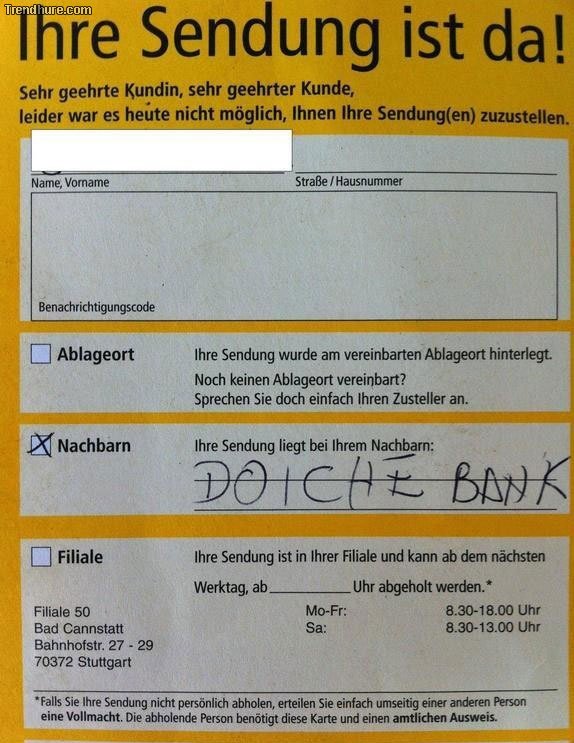 Trendhure.com
Ihre Sendung ist da!
Sehr geehrte Kundin, sehr geehrter Kunde,
leider war es heute nicht möglich, Ihnen Ihre Sendung(en) zuzustellen.
Name, Vorname Straße / Hausnummer
Benachrichtigungscode
Ablageort Ihre Sendung wurde am vereinbarten Ablageort hinterlegt.
Noch keinen Ablageort vereinbart?
Sprechen Sie doch einfach Ihren Zusteller an.
Nachbarn Ihre Sendung liegt bei Ihrem Nachbarn:
DOICHE BANK
Filiale Ihre Sendung ist in Ihrer Filiale und kann ab dem nächsten
Werktag, ab Uhr abgeholt werden.*
Filiale 50 Mo-Fr: 8.30-18.00 Uhr
Bad Cannstatt Sa: 8.30-13.00 Uhr
Bahnhofstr. 27 - 29
70372 Stuttgart
*Falls Sie Ihre Sendung nicht persönlich abholen, erteilen Sie einfach umseitig einer anderen Person
eine Vollmacht. Die abholende Person benötigt diese Karte und einen amtlichen Ausweis.